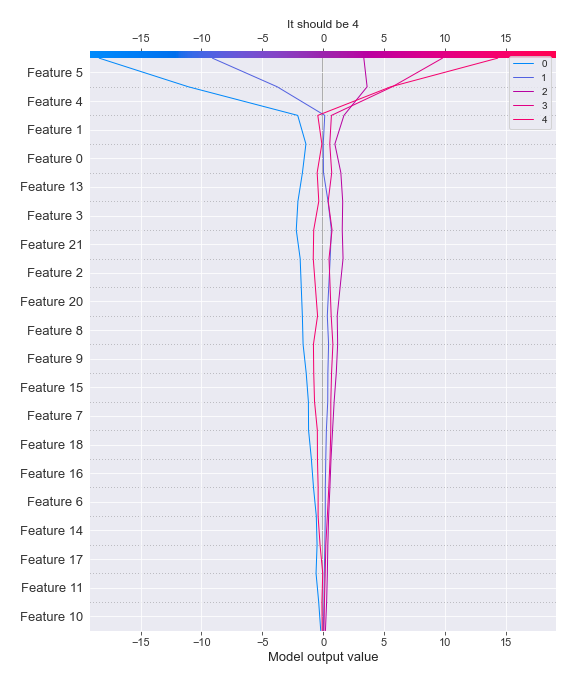 It should be 4
−15 −10 −5 0 5 10 15
0
1
2
3
4
Feature 5
Feature 4
Feature 1
Feature 0
Feature 13
Feature 3
Feature 21
Feature 2
Feature 20
Feature 8
Feature 9
Feature 15
Feature 7
Feature 18
Feature 16
Feature 6
Feature 14
Feature 17
Feature 11
Feature 10
−15 −10 −5 0 5 10 15
Model output value